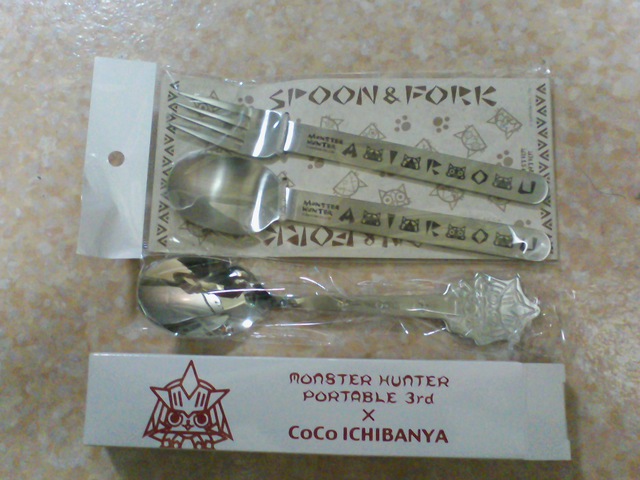 SPOON & FORK
MONSTER
HUNTER
AIROU
MONSTER
HUNTER
AIROU
MONSTER HUNTER
PORTABLE 3rd
×
CoCo ICHIBANYA